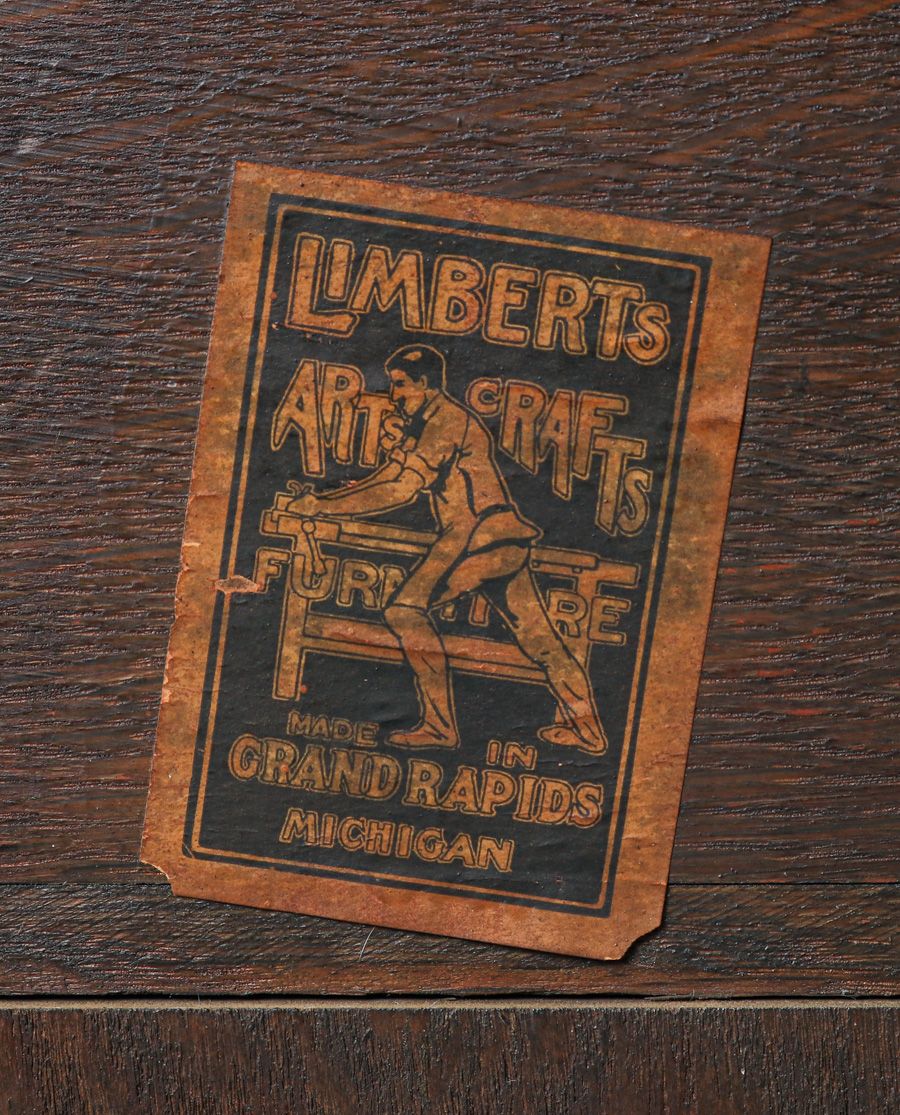 LIMBERTS
ARTS CRAFTS
FURNITURE
MADE IN
GRAND RAPIDS
MICHIGAN